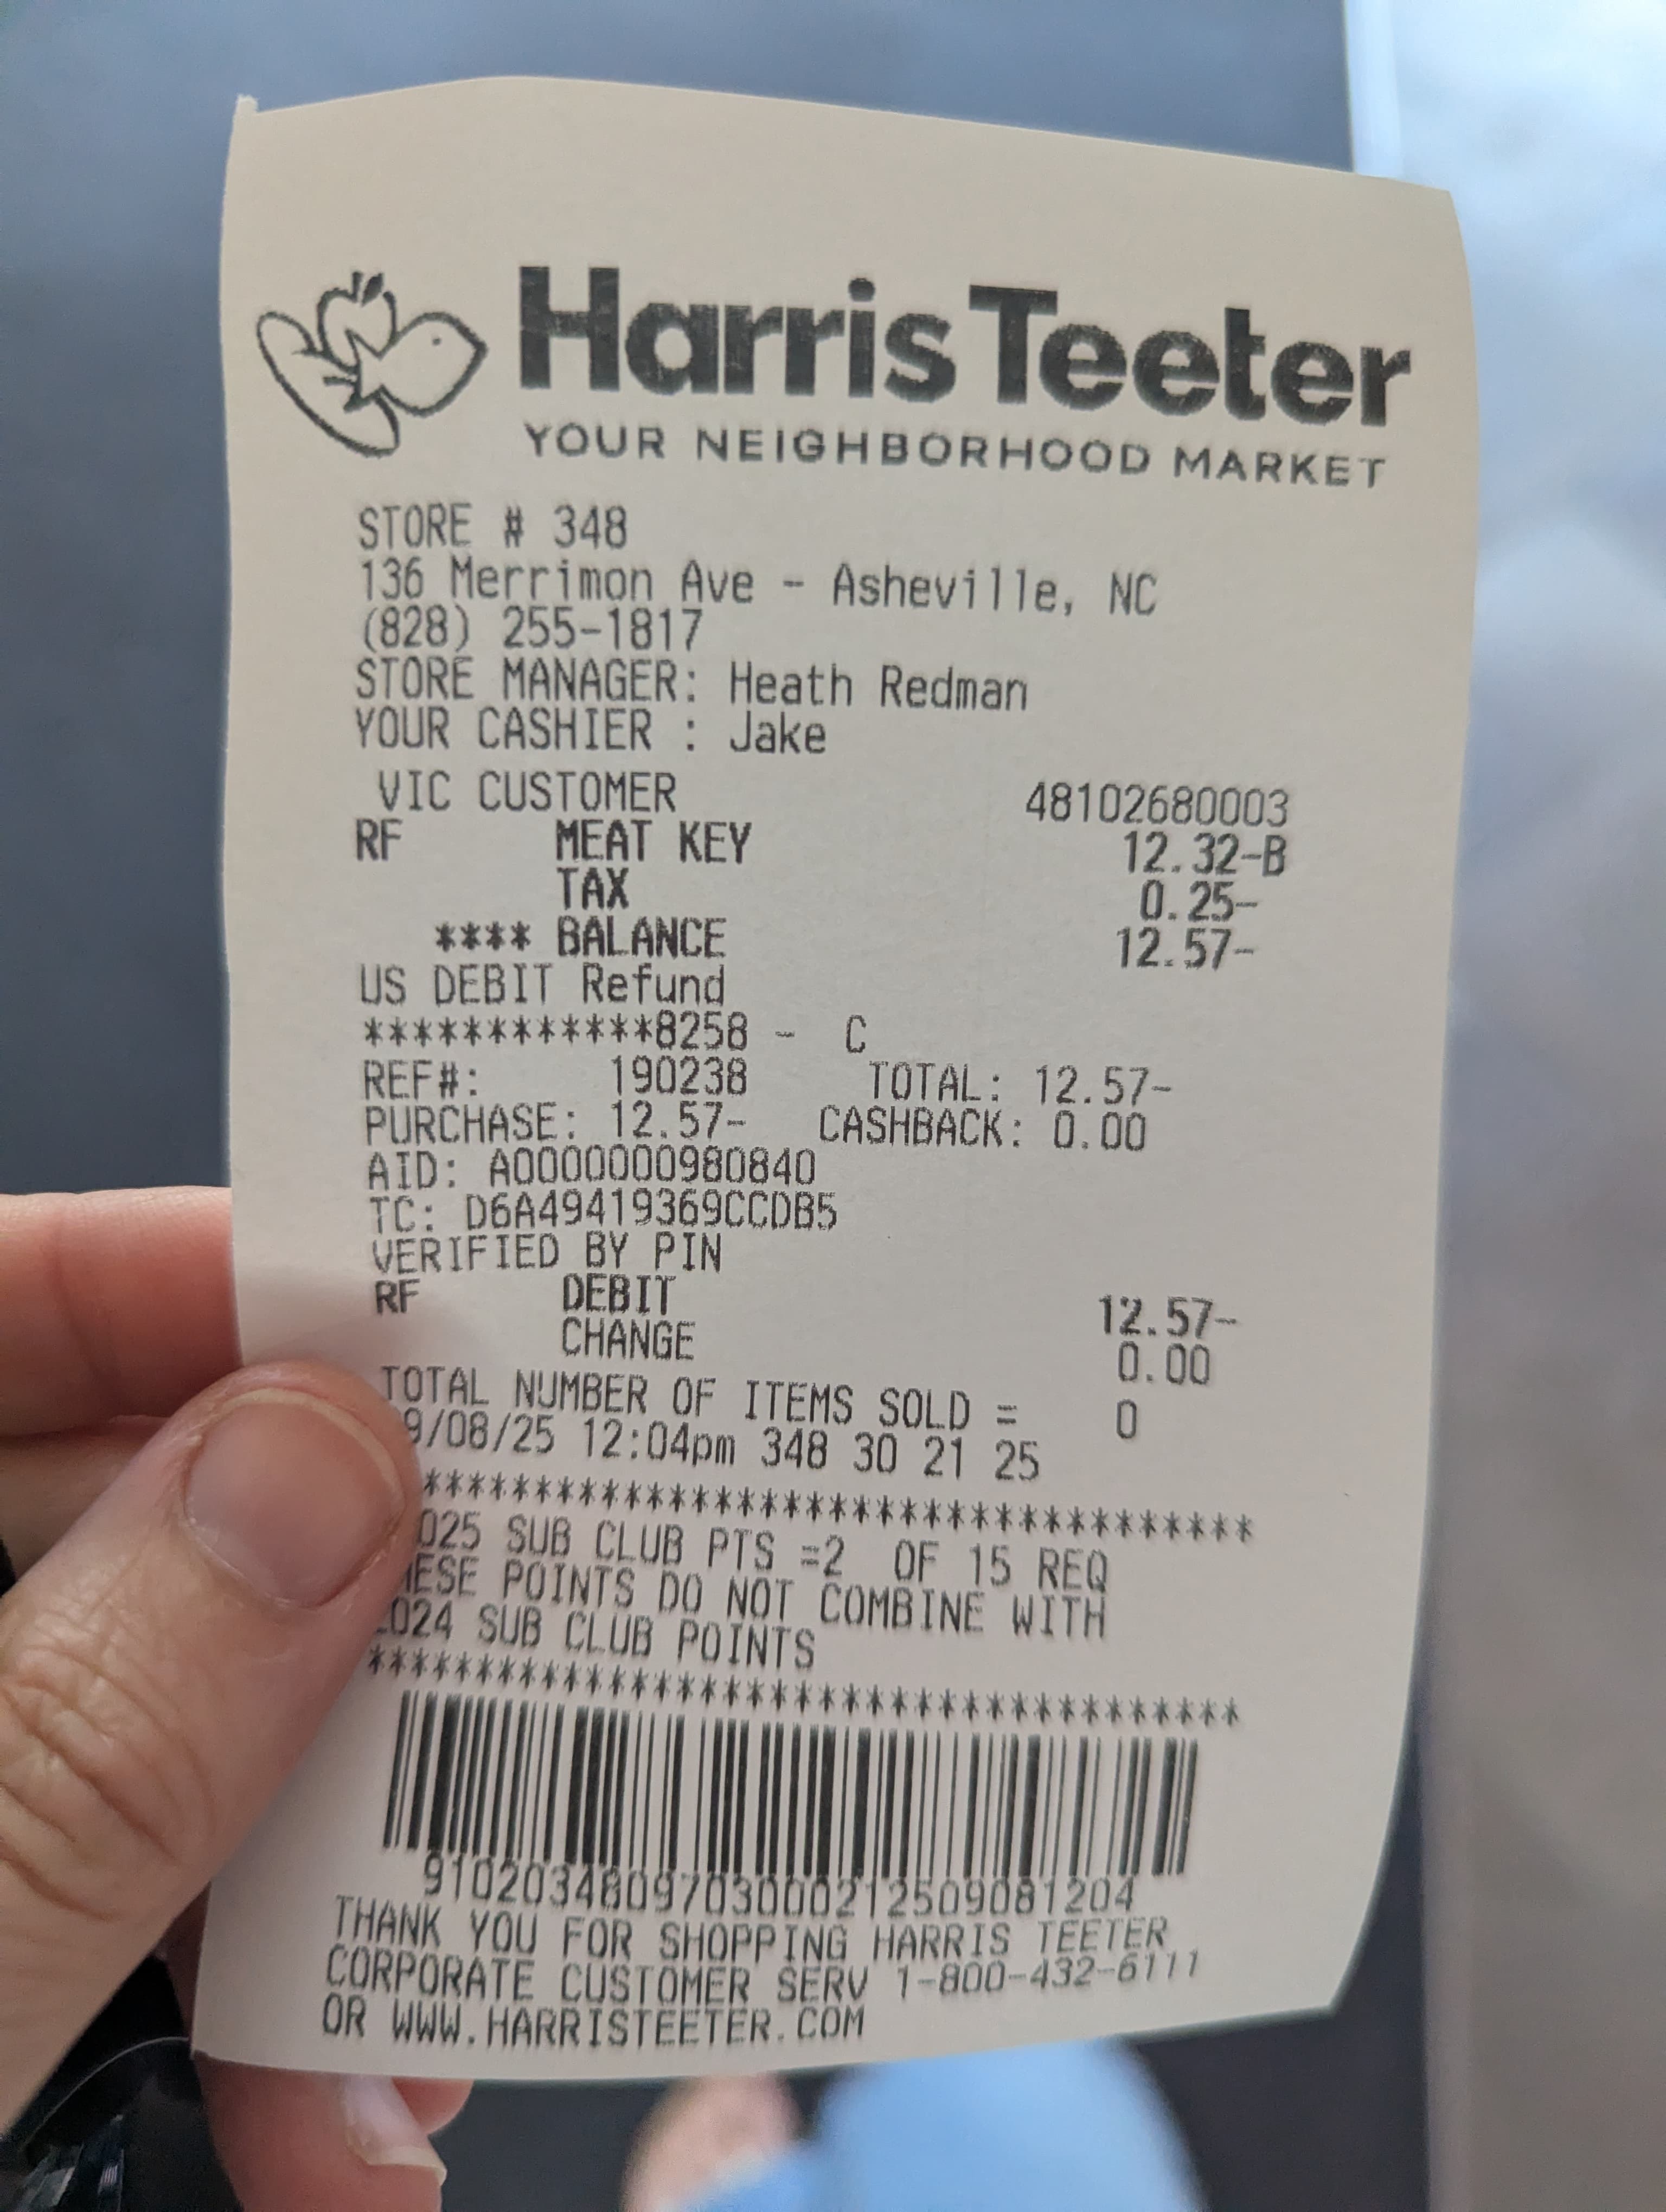 Harris Teeter
YOUR NEIGHBORHOOD MARKET
STORE # 348
136 Merrimon Ave - Asheville, NC
(828) 255-1817
STORE MANAGER: Heath Redman
YOUR CASHIER : Jake
VIC CUSTOMER 48102680003
RF MEAT KEY 12.32-B
TAX 0.25-
**** BALANCE 12.57-
US DEBIT Refund
************8258 - C
REF#: 190238 TOTAL: 12.57-
PURCHASE: 12.57- CASHBACK: 0.00
AID: A0000000980840
TC: D6A49419369CCDB5
VERIFIED BY PIN
RF DEBIT 12.57-
CHANGE 0.00
TOTAL NUMBER OF ITEMS SOLD = 0
9/08/25 12:04pm 348 30 21 25
*************************************
025 SUB CLUB PTS =2 OF 15 REQ
ESE POINTS DO NOT COMBINE WITH
2024 SUB CLUB POINTS
***************************************
9102034809703000212509081204
THANK YOU FOR SHOPPING HARRIS TEETER
CORPORATE CUSTOMER SERV 1-800-432-6111
OR WWW.HARRISTEETER.COM